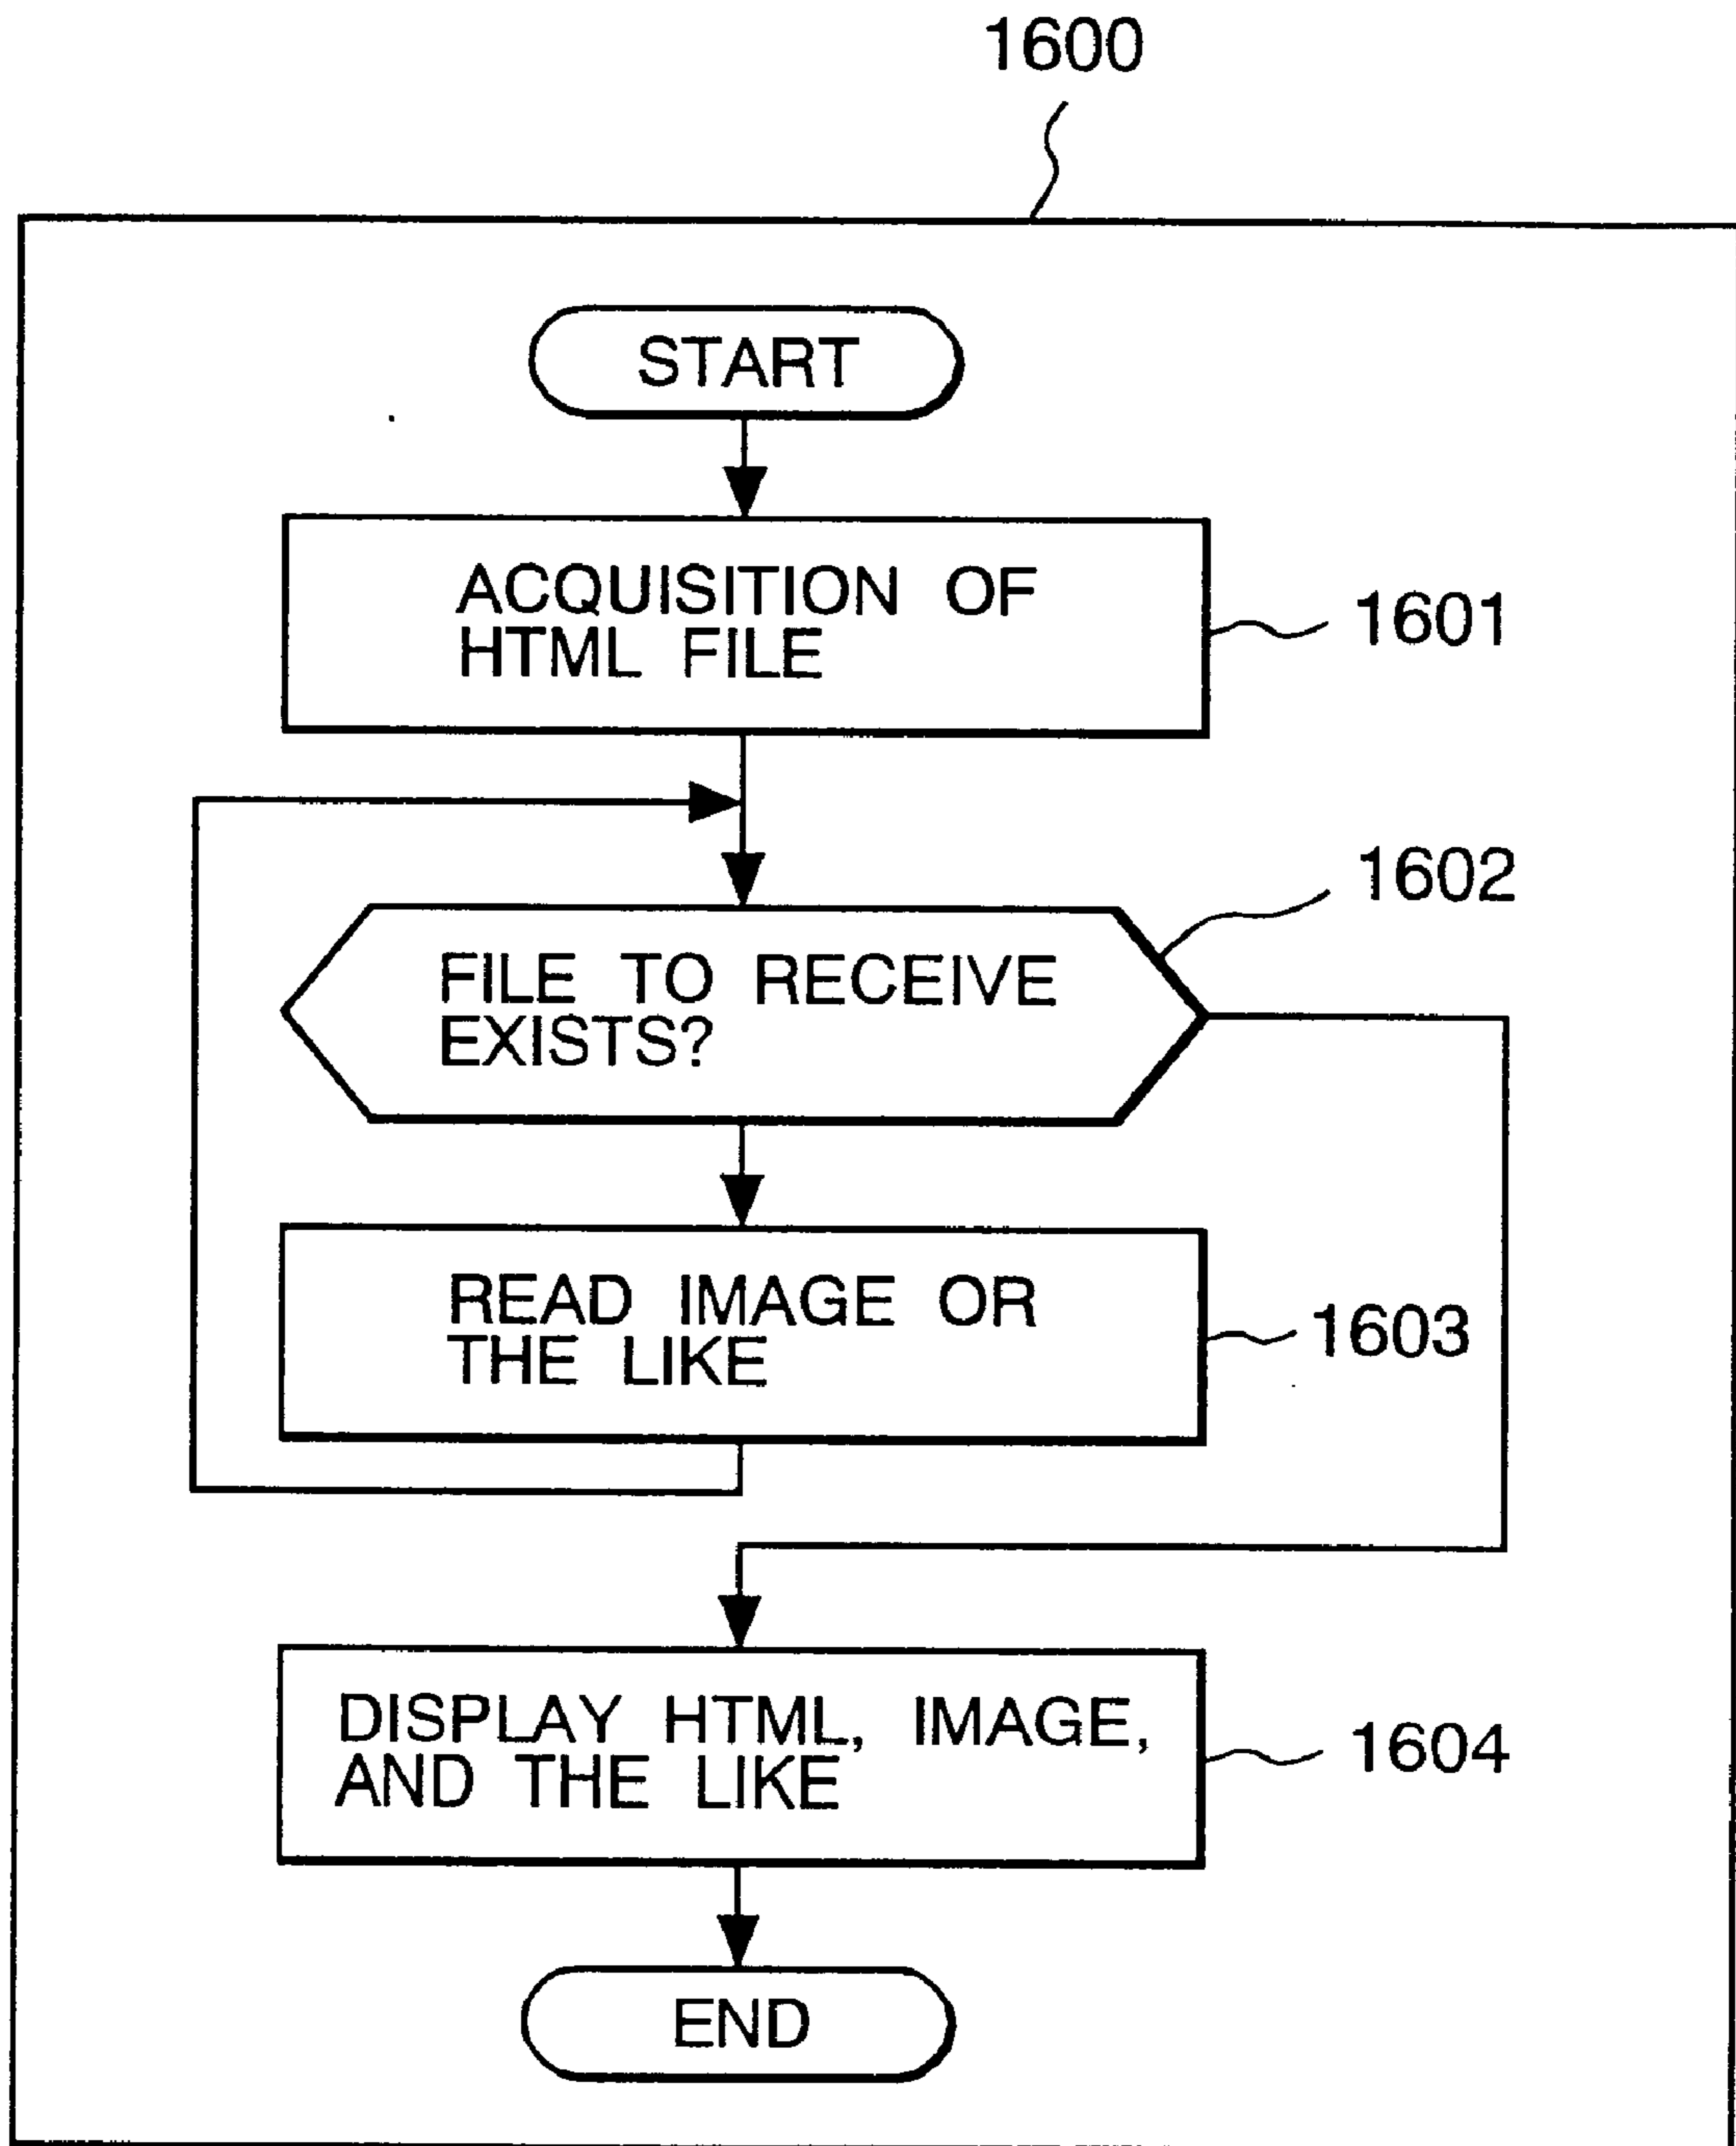 1600
START
ACQUISITION OF
HTML FILE
1601
1602
FILE TO RECEIVE
EXISTS?
READ IMAGE OR
THE LIKE
1603
DISPLAY HTML, IMAGE,
AND THE LIKE
1604
END